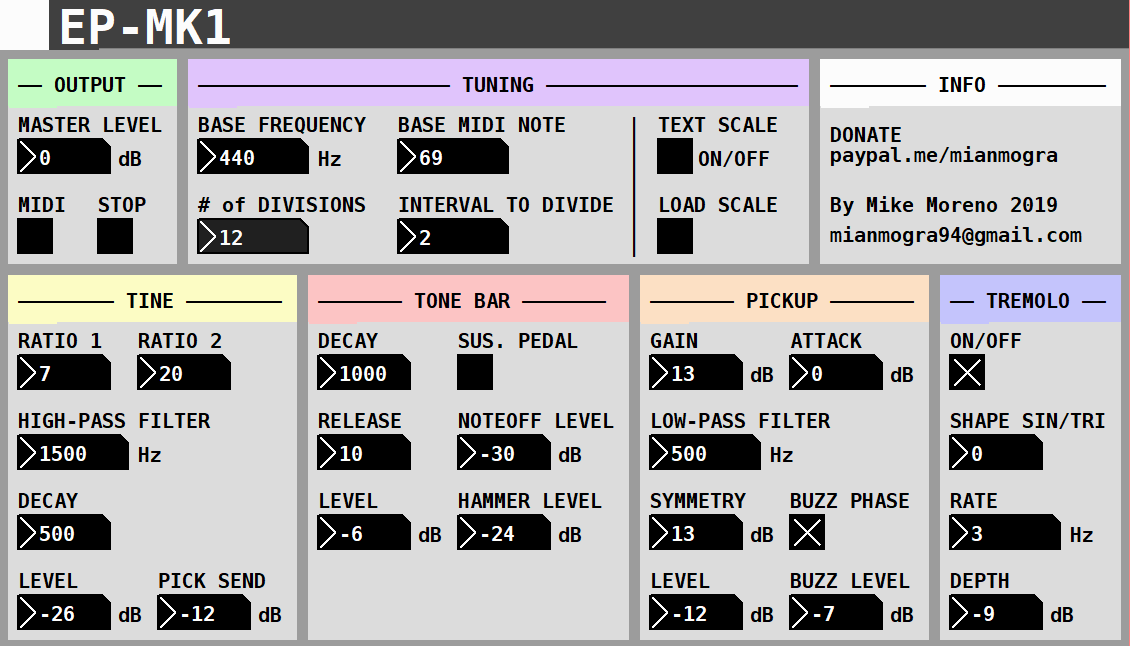 EP-MK1
OUTPUT
MASTER LEVEL
0 dB
MIDI STOP
TUNING
BASE FREQUENCY BASE MIDI NOTE
440 Hz 69
# of DIVISIONS INTERVAL TO DIVIDE
12 2
TEXT SCALE
ON/OFF
LOAD SCALE
INFO
DONATE
paypal.me/mianmogra
By Mike Moreno 2019
mianmogra94@gmail.com
TINE
RATIO 1 RATIO 2
7 20
HIGH-PASS FILTER
1500 Hz
DECAY
500
LEVEL PICK SEND
-26 dB -12 dB
TONE BAR
DECAY SUS. PEDAL
1000
RELEASE NOTEOFF LEVEL
10 -30 dB
LEVEL HAMMER LEVEL
-6 dB -24 dB
PICKUP
GAIN ATTACK
13 dB 0 dB
LOW-PASS FILTER
500 Hz
SYMMETRY BUZZ PHASE
13 dB
LEVEL BUZZ LEVEL
-12 dB -7 dB
TREMOLO
ON/OFF
SHAPE SIN/TRI
0
RATE
3 Hz
DEPTH
-9 dB